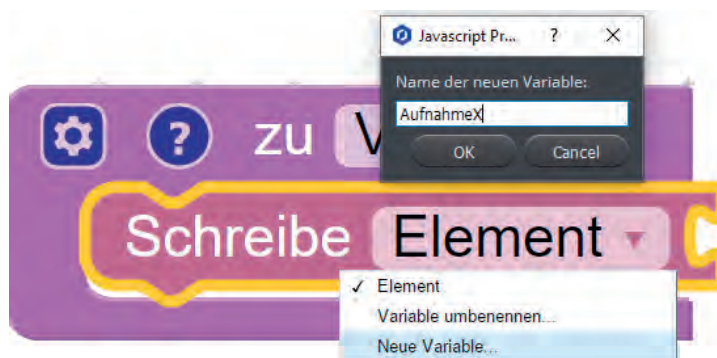 Javascript Pr... ? ×
Name der neuen Variable:
AufnahmeX
OK Cancel
? zu V
Schreibe Element
✓ Element
Variable umbenennen...
Neue Variable...